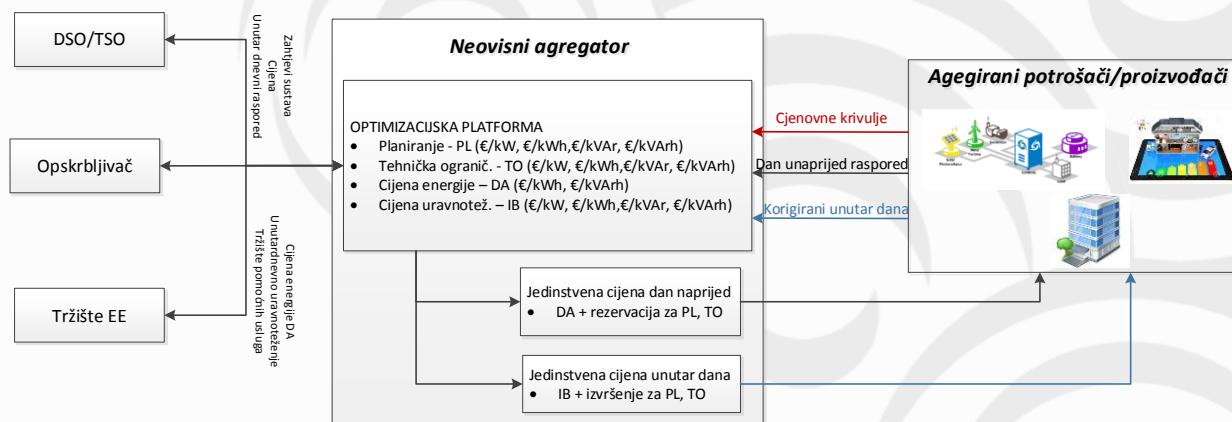 DSO/TSO
Opskrbljivač
Tržište EE
Zahtjevi sustava
Cijena
Unutar dnevni raspored
Cijena energije DA
Unutardnevno uravnoteženje
Tržište pomoćnih usluga
Neovisni agregator
OPTIMIZACIJSKA PLATFORMA
• Planiranje - PL (€/kW, €/kWh,€/kVAr, €/kVArh)
• Tehnička ogranič. - TO (€/kW, €/kWh,€/kVAr, €/kVArh)
• Cijena energije – DA (€/kWh, €/kVArh)
• Cijena uravnotež. – IB (€/kW, €/kWh,€/kVAr, €/kVArh)
Jedinstvena cijena dan naprijed
• DA + rezervacija za PL, TO
Jedinstvena cijena unutar dana
• IB + izvršenje za PL, TO
Cjenovne krivulje
Dan unaprijed raspored
Korigirani unutar dana
Agegirani potrošači/proizvođači